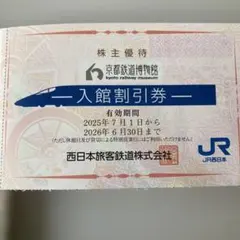 株主優待
京都鉄道博物館
kyoto railway museum
入館割引券
有効期間
2025年7月1日から
2026年6月30日まで
西日本旅客鉄道株式会社
JR
JR西日本